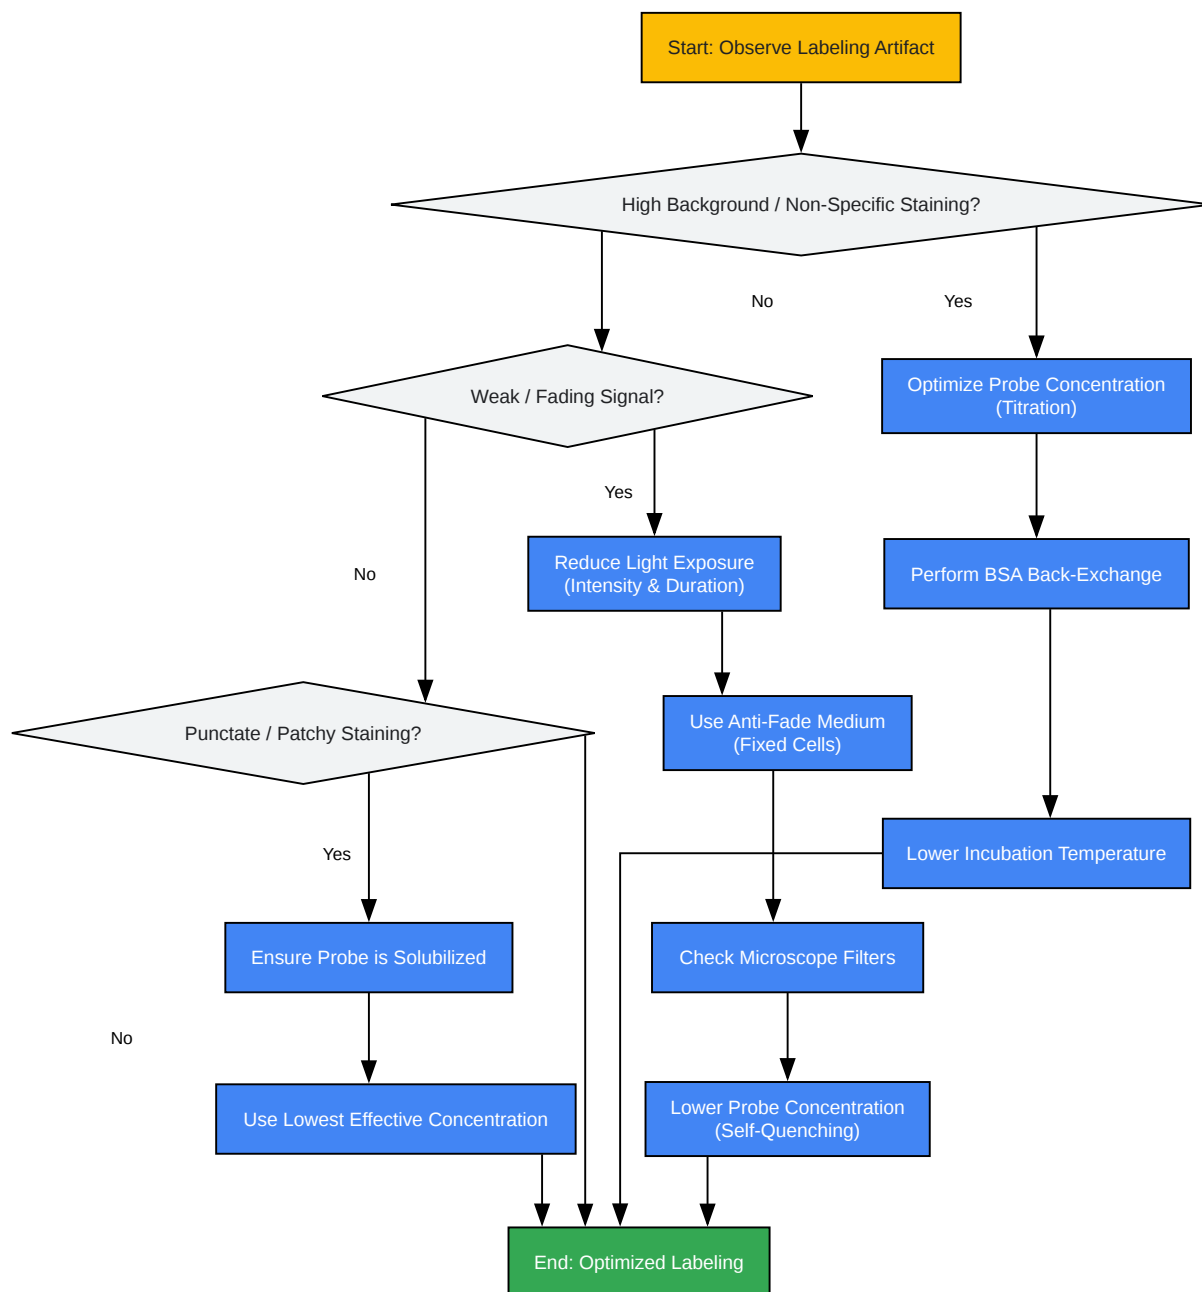 Start: Observe Labeling Artifact
High Background / Non-Specific Staining?
No
Yes
Weak / Fading Signal?
Optimize Probe Concentration
(Titration)
Yes
Reduce Light Exposure
(Intensity & Duration)
No
Perform BSA Back-Exchange
Punctate / Patchy Staining?
Use Anti-Fade Medium
(Fixed Cells)
Yes
Lower Incubation Temperature
Ensure Probe is Solubilized
Check Microscope Filters
No
Use Lowest Effective Concentration
Lower Probe Concentration
(Self-Quenching)
End: Optimized Labeling